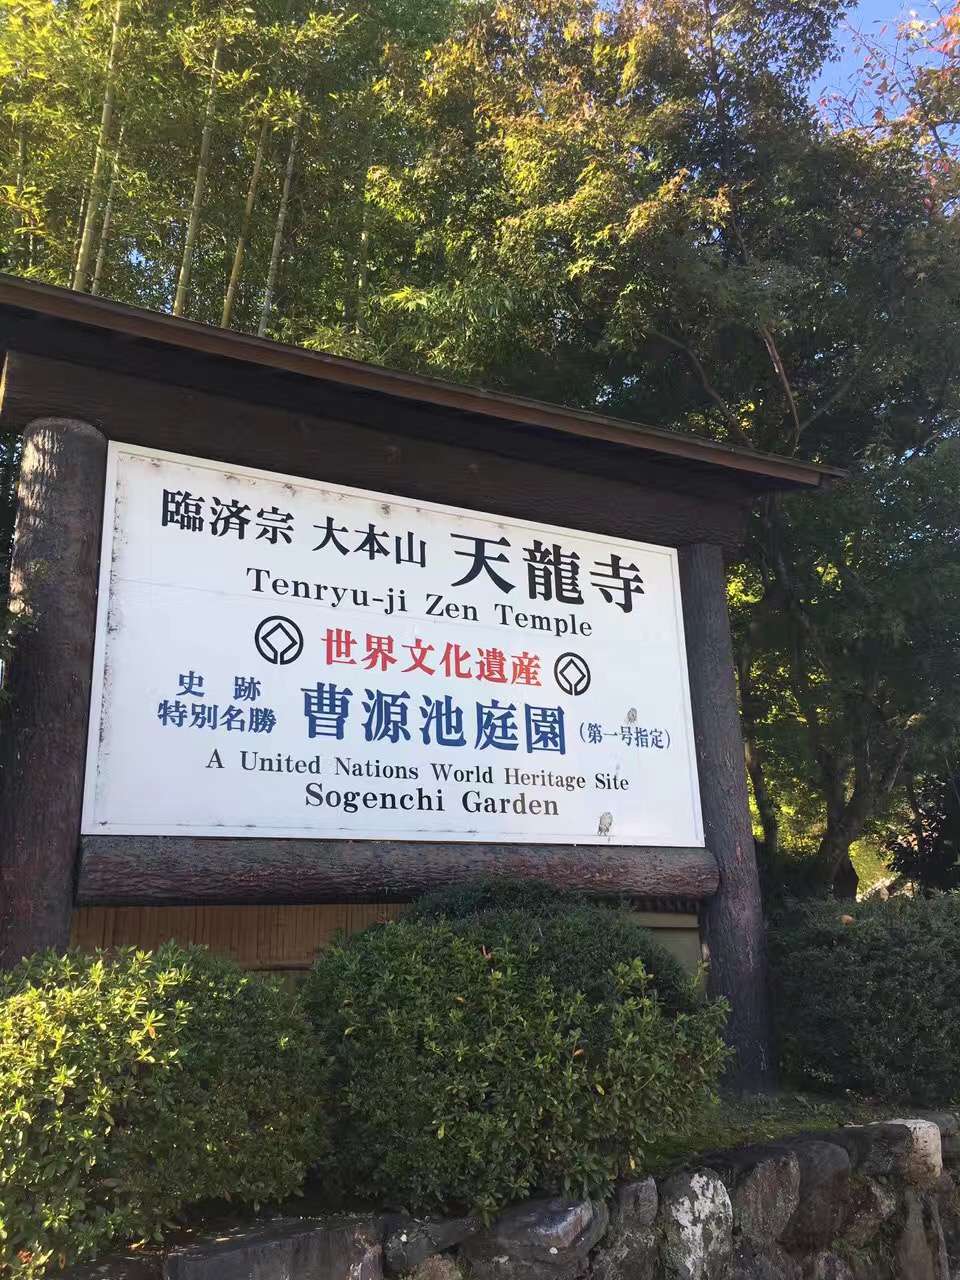 臨済宗 大本山 天龍寺
Tenryu-ji Zen Temple
世界文化遺産
史跡
特別名勝 曹源池庭園 (第一号指定)
A United Nations World Heritage Site
Sogenchi Garden